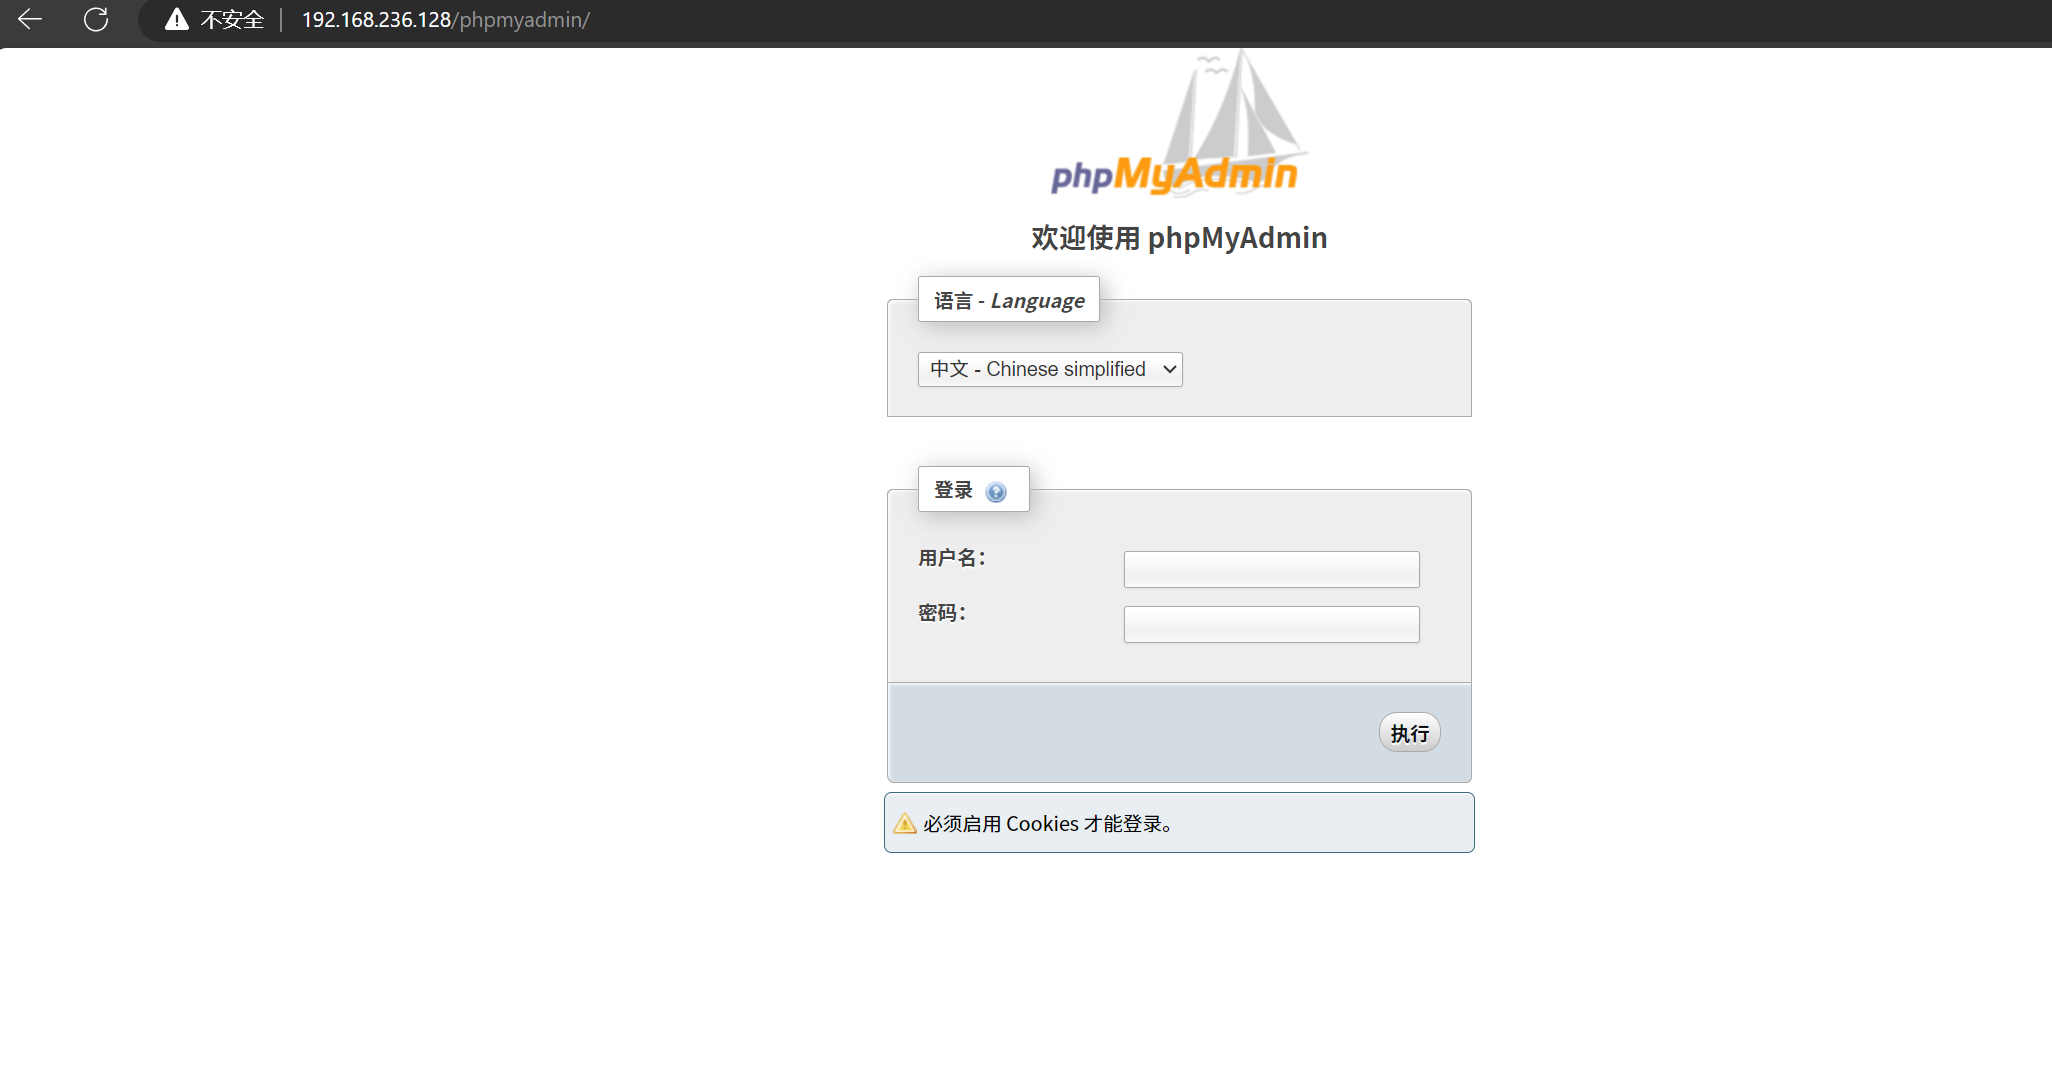 不安全 | 192.168.236.128/phpmyadmin/
phpMyAdmin
欢迎使用 phpMyAdmin
语言 - Language
中文 - Chinese simplified
登录
用户名：
密码：
执行
必须启用 Cookies 才能登录。